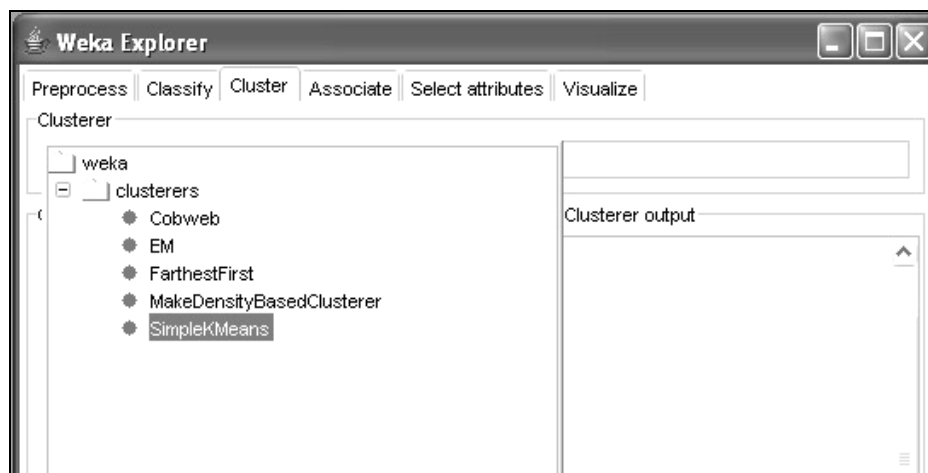 Weka Explorer
Preprocess Classify Cluster Associate Select attributes Visualize
Clusterer
weka
clusterers
Cobweb
Clusterer output
EM
FarthestFirst
MakeDensityBasedClusterer
SimpleKMeans